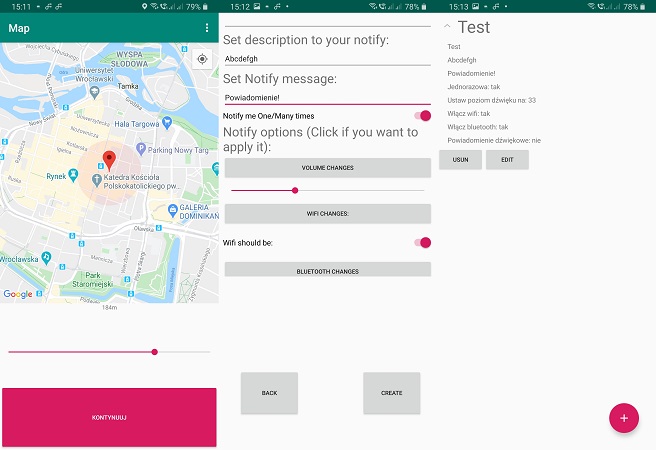 15:11
79%
Map
WYSPA
SŁODOWA
Uniwersytet
Wrocławski
Tamka
Hala Targowa
Parking Nowy Targ
Rynek
Katedra Kościoła
Polskokatolickiego pw...
GALERIA
DOMINIKAN
Oławska
Wrocławska
Park
Staromiejski
Google
184m
KONTYNUUJ
15:12
78%
Set description to your notify:
Abcdefgh
Set Notify message:
Powiadomienie!
Notify me One/Many times
Notify options (Click if you want to
apply it):
VOLUME CHANGES
WIFI CHANGES:
Wifi should be:
BLUETOOTH CHANGES
BACK
CREATE
15:13
78%
Test
Test
Abcdefgh
Powiadomienie!
Jednorazowa: tak
Ustaw poziom dźwięku na: 33
Włącz wifi: tak
Włącz bluetooth: tak
Powiadomienie dźwiękowe: nie
USUN
EDIT
+